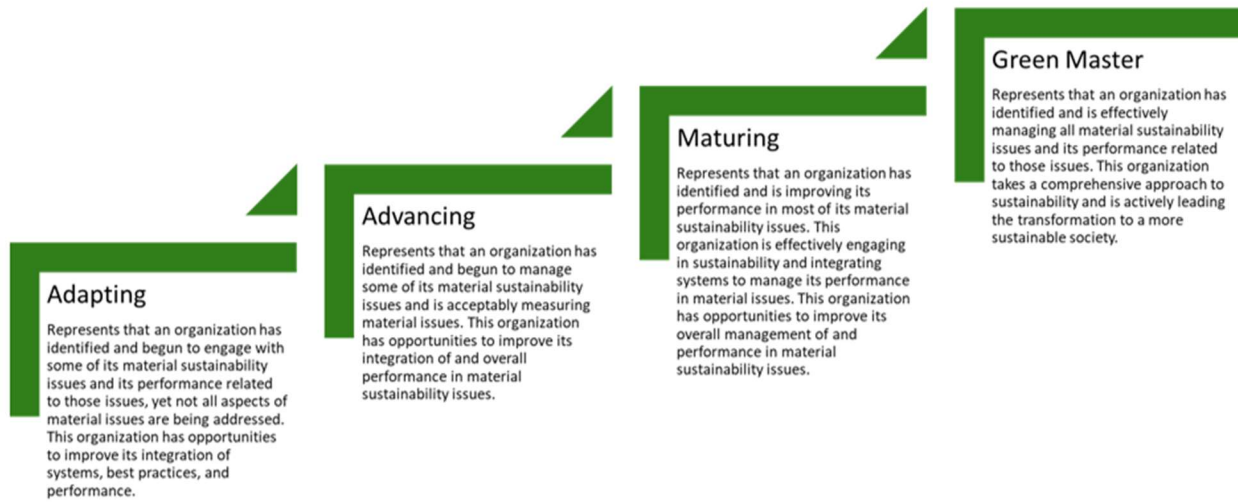 Adapting
Represents that an organization has
identified and begun to engage with
some of its material sustainability
issues and its performance related
to those issues, yet not all aspects of
material issues are being addressed.
This organization has opportunities
to improve its integration of
systems, best practices, and
performance.
Advancing
Represents that an organization has
identified and begun to manage
some of its material sustainability
issues and is acceptably measuring
material issues. This organization
has opportunities to improve its
integration of and overall
performance in material
sustainability issues.
Maturing
Represents that an organization has
identified and is improving its
performance in most of its material
sustainability issues. This
organization is effectively engaging
in sustainability and integrating
systems to manage its performance
in material issues. This organization
has opportunities to improve its
overall management of and
performance in material
sustainability issues.
Green Master
Represents that an organization has
identified and is effectively
managing all material sustainability
issues and its performance related
to those issues. This organization
takes a comprehensive approach to
sustainability and is actively leading
the transformation to a more
sustainable society.